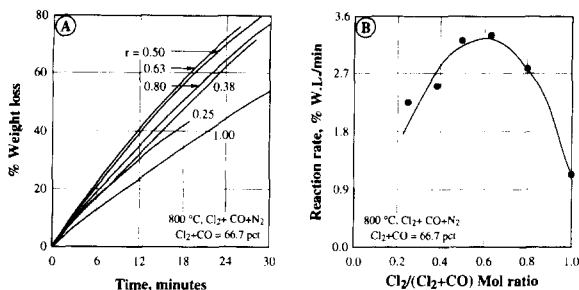 A
80
60
40
20
0
% Weight loss
r = 0.50
0.63
0.80
0.38
0.25
1.00
800 °C, Cl2+ CO+N2
Cl2+CO = 66.7 pct
0 6 12 18 24 30
Time, minutes
B
3.6
2.7
1.8
0.9
0.0
Reaction rate, % W.L./min
800 °C, Cl2+ CO+N2
Cl2+CO = 66.7 pct
0.0 0.2 0.4 0.6 0.8 1.0
Cl2/(Cl2+CO) Mol ratio